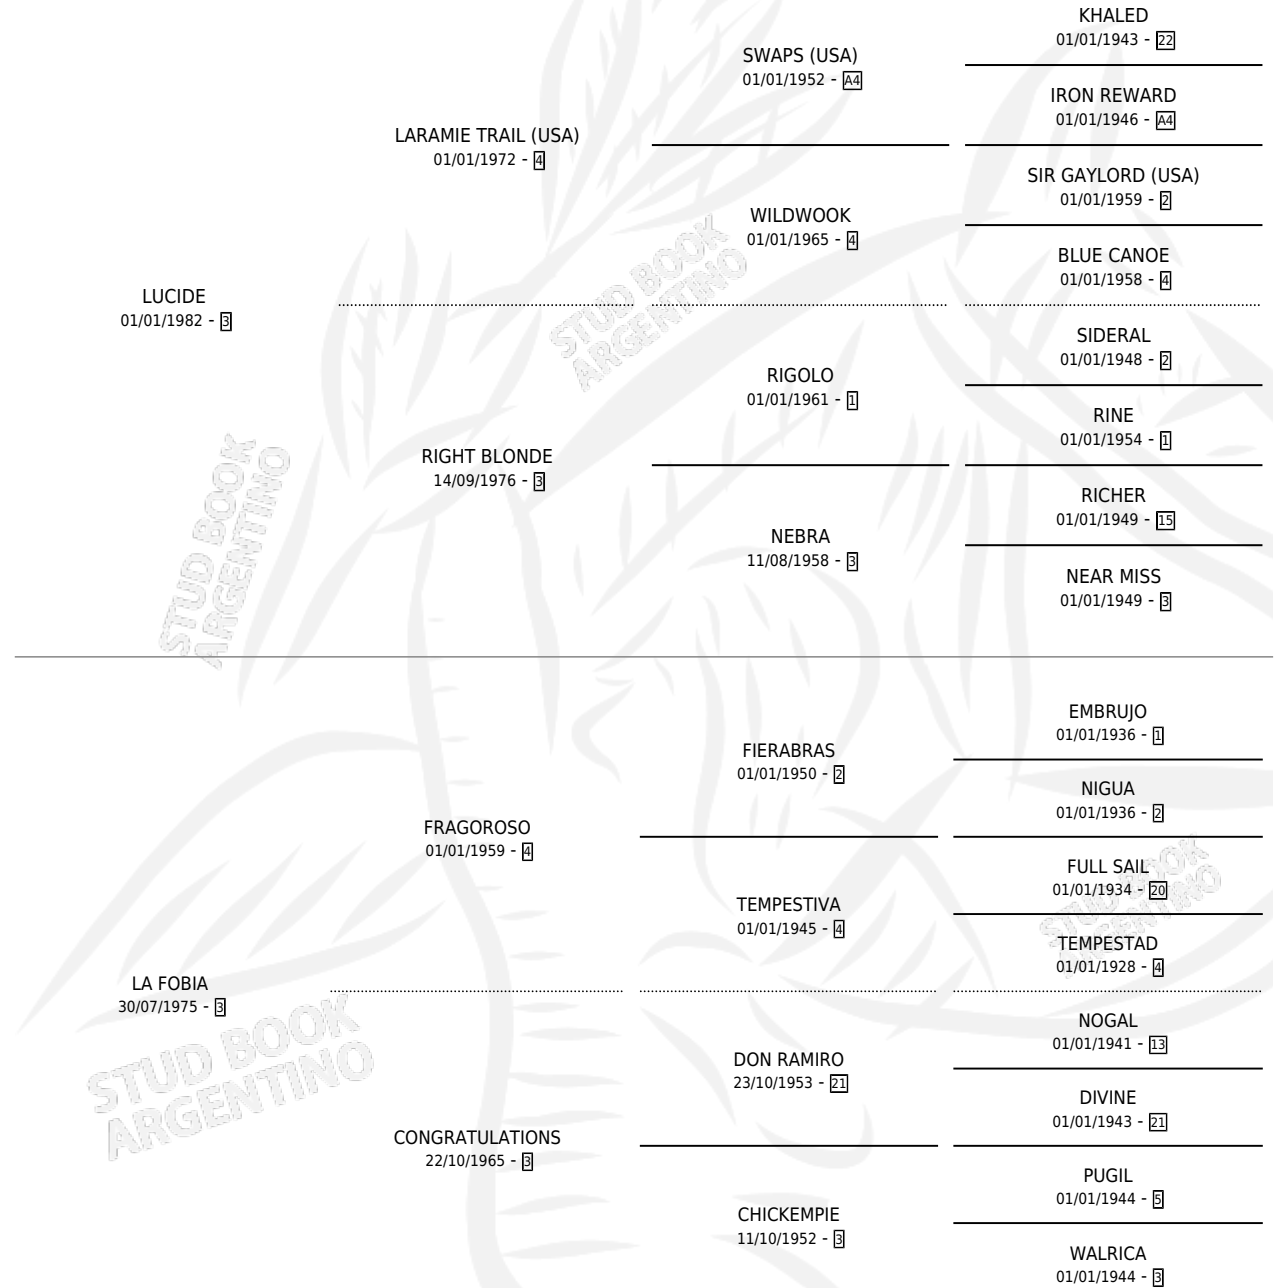 KHALED
01/01/1943 - 22
SWAPS (USA)
01/01/1952 - A4
IRON REWARD
01/01/1946 - A4
LARAMIE TRAIL (USA)
01/01/1972 - 4
SIR GAYLORD (USA)
01/01/1959 - 2
WILDWOOK
01/01/1965 - 4
BLUE CANOE
01/01/1958 - 4
LUCIDE
01/01/1982 - 3
SIDERAL
01/01/1948 - 2
RIGOLO
01/01/1961 - 1
RINE
01/01/1954 - 1
RIGHT BLONDE
14/09/1976 - 3
RICHER
01/01/1949 - 15
NEBRA
11/08/1958 - 3
NEAR MISS
01/01/1949 - 3
EMBRUJO
01/01/1936 - 1
FIERABRAS
01/01/1950 - 2
NIGUA
01/01/1936 - 2
FRAGOROSO
01/01/1959 - 4
FULL SAIL
01/01/1934 - 20
TEMPESTIVA
01/01/1945 - 4
TEMPESTAD
01/01/1928 - 4
LA FOBIA
30/07/1975 - 3
NOGAL
01/01/1941 - 13
DON RAMIRO
23/10/1953 - 21
DIVINE
01/01/1943 - 21
CONGRATULATIONS
22/10/1965 - 3
PUGIL
01/01/1944 - 5
CHICKEMPIE
11/10/1952 - 3
WALRICA
01/01/1944 - 3
STUD BOOK
ARGENTINO
STUD BOOK
ARGENTINO
STUD BOOK
ARGENTINO
STUD BOOK
ARGENTINO